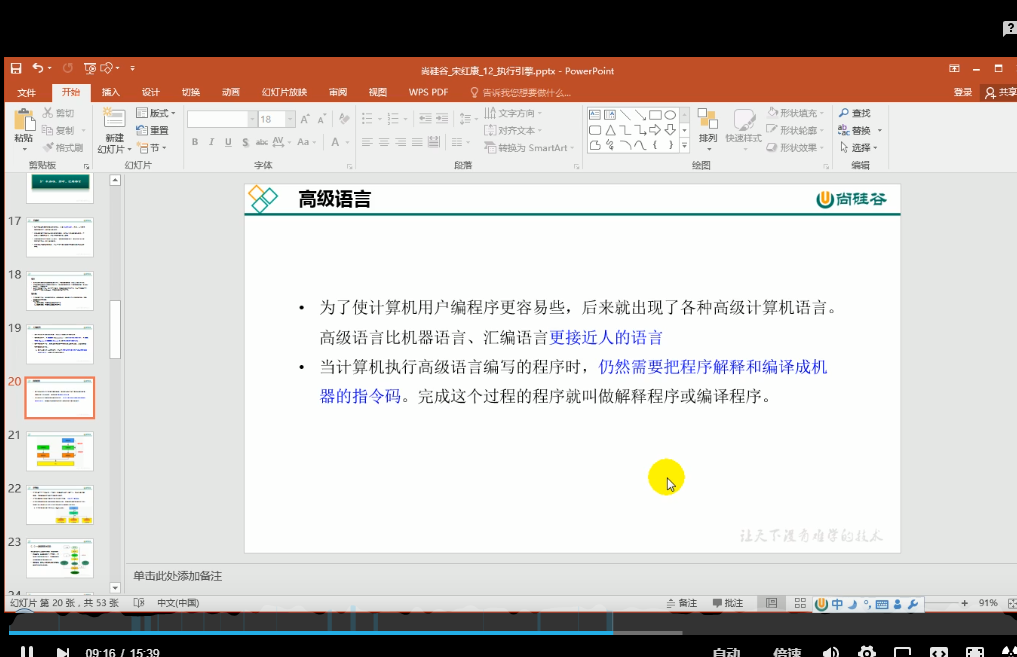 尚硅谷_宋红康_12_执行引擎.pptx - PowerPoint
文件 开始 插入 设计 切换 动画 幻灯片放映 审阅 视图 WPS PDF 告诉我您想要做什么... 登录 共享
粘贴 剪切 复制 格式刷 剪贴板
新建 幻灯片 版式 重置 节 幻灯片
18
B I U S abc AV Aa A 字体
文字方向 对齐文本 转换为 SmartArt 段落
排列 快速样式 形状填充 形状轮廓 形状效果 绘图
查找 替换 选择 编辑
17
18
19
20
21
22
23
24
高级语言
尚硅谷
• 为了使计算机用户编程序更容易些，后来就出现了各种高级计算机语言。
高级语言比机器语言、汇编语言更接近人的语言
• 当计算机执行高级语言编写的程序时，仍然需要把程序解释和编译成机
器的指令码。完成这个过程的程序就叫做解释程序或编译程序。
让天下没有难学的技术
单击此处添加备注
幻灯片 第 20 张，共 53 张 中文(中国) 备注 批注 中 91%
09:16 / 15:39 自动 倍速